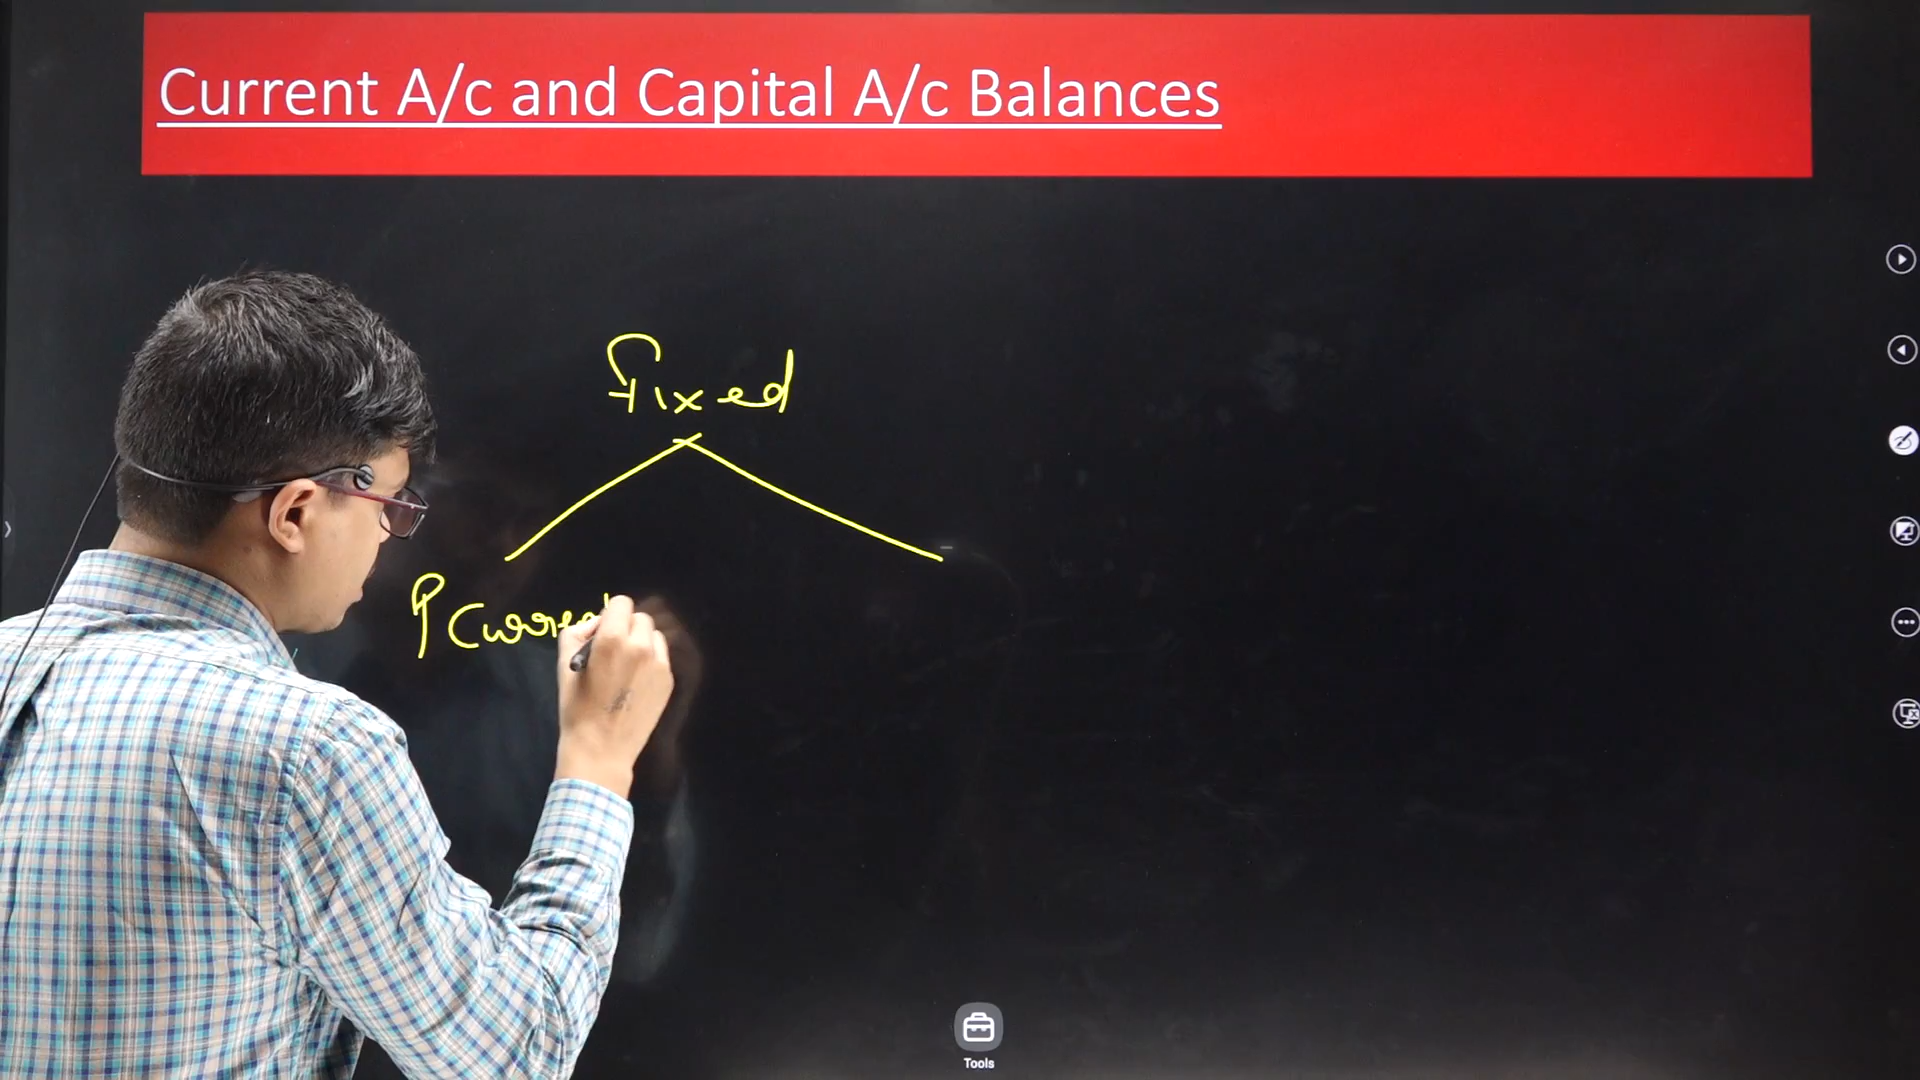 Current A/c and Capital A/c Balances
Fixed
Tools